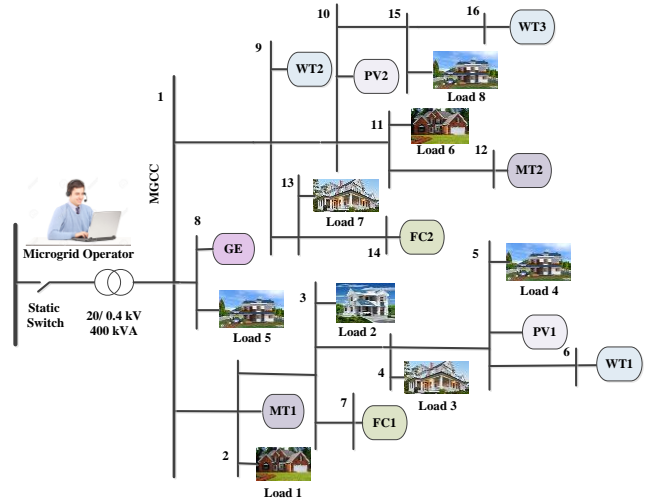 10
15
16
WT3
9
WT2
PV2
Load 8
1
11
Load 6
12
MT2
MGCC
13
Load 7
14
FC2
8
GE
Microgrid Operator
Static
Switch
20/ 0.4 kV
400 kVA
Load 5
3
Load 2
5
Load 4
PV1
6
WT1
4
Load 3
MT1
7
FC1
2
Load 1